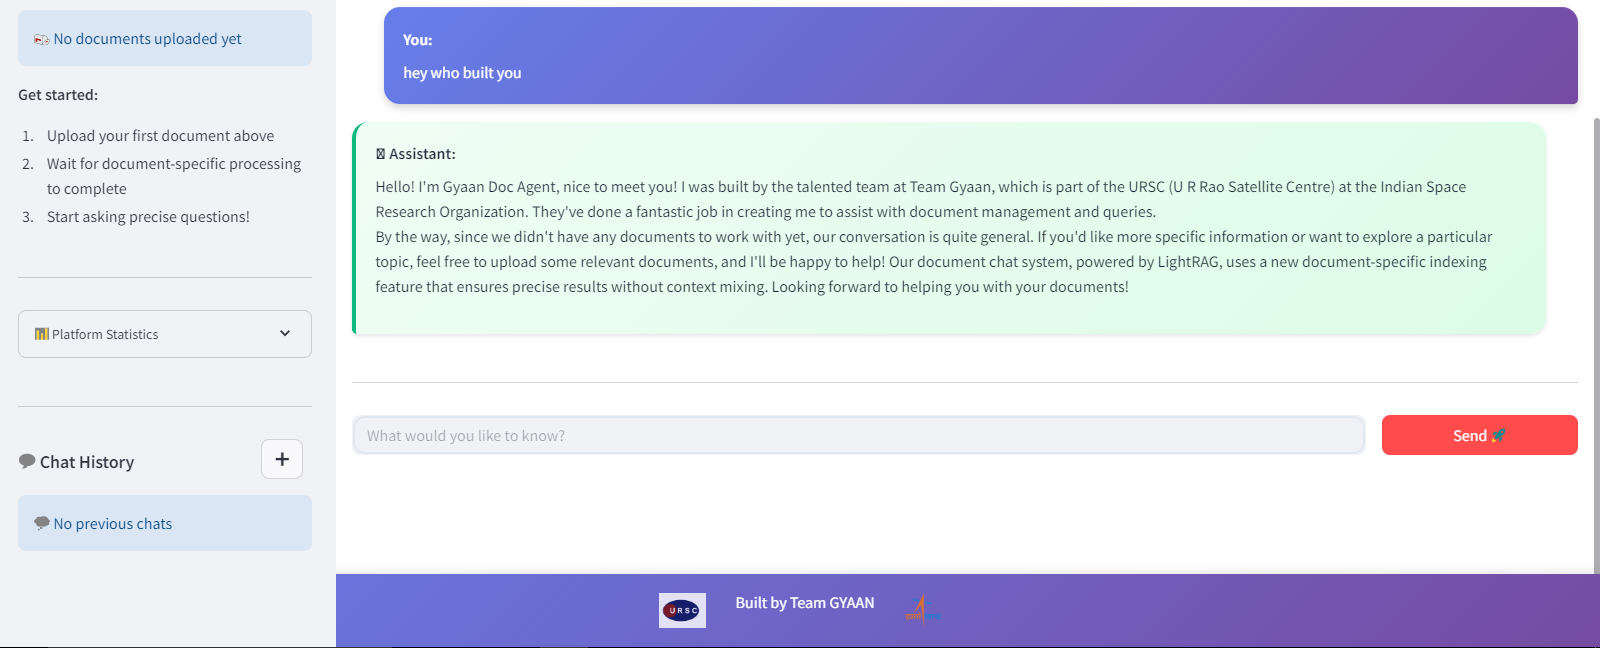 No documents uploaded yet
Get started:
1. Upload your first document above
2. Wait for document-specific processing
to complete
3. Start asking precise questions!
Platform Statistics
Chat History
+
No previous chats
You:
hey who built you
Assistant:
Hello! I'm Gyaan Doc Agent, nice to meet you! I was built by the talented team at Team Gyaan, which is part of the URSC (U R Rao Satellite Centre) at the Indian Space
Research Organization. They've done a fantastic job in creating me to assist with document management and queries.
By the way, since we didn't have any documents to work with yet, our conversation is quite general. If you'd like more specific information or want to explore a particular
topic, feel free to upload some relevant documents, and I'll be happy to help! Our document chat system, powered by LightRAG, uses a new document-specific indexing
feature that ensures precise results without context mixing. Looking forward to helping you with your documents!
What would you like to know?
Send
URSC
Built by Team GYAAN